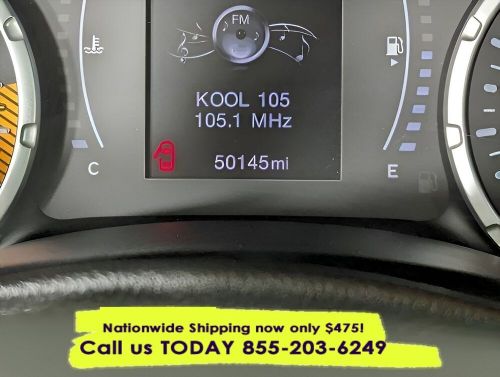 FM
KOOL 105
105.1 MHz
50145mi
C
E
Nationwide Shipping now only $475!
Call us TODAY 855-203-6249